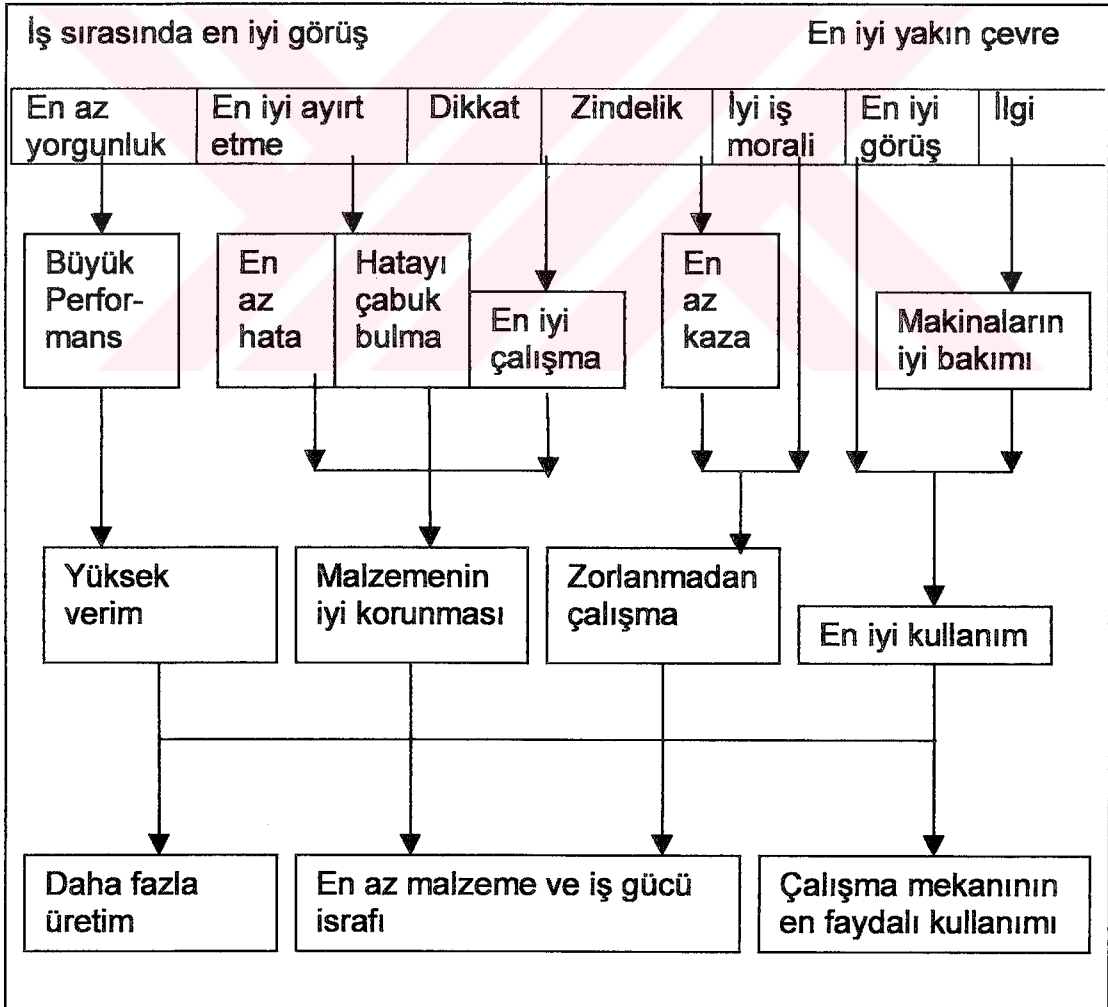 İş sırasında en iyi görüş
En iyi yakın çevre
En az
yorgunluk
En iyi ayırt
etme
Dikkat
Zindelik
İyi iş
morali
En iyi
görüş
İlgi
Büyük
Perfor-
mans
En
az
hata
Hatayı
çabuk
bulma
En iyi
çalışma
En
az
kaza
Makinaların
iyi bakımı
Yüksek
verim
Malzemenin
iyi korunması
Zorlanmadan
çalışma
En iyi kullanım
Daha fazla
üretim
En az malzeme ve iş gücü
israfı
Çalışma mekanının
en faydalı kullanımı